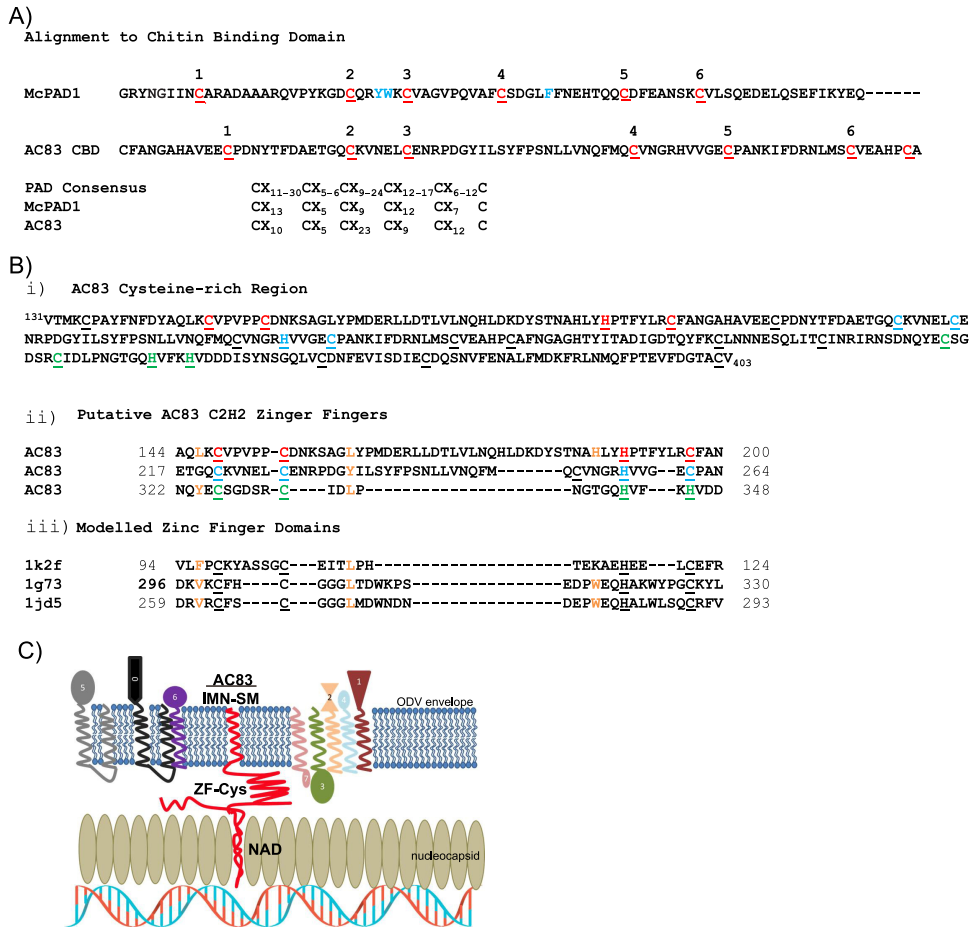 A)
Alignment to Chitin Binding Domain
1 2 3 4 5 6
McPAD1 GRYNGIINCARADAAARQVPYKGDCQRYWKCVAGVPQVAFCSDGLFFNEHTQQCDFEANSKCVLSQEDELQSEFIKYEQ------
1 2 3 4 5 6
AC83 CBD CFANGAHAVEECPDNYTFDAETGQCKVNELCENRPDGYILSYFPSNLLVNQFMQCVNGRHVVGECPANKIFDRNLMSCVEAHPCA
PAD Consensus CX11-30CX5-6CX9-24CX12-17CX6-12C
McPAD1 CX13 CX5 CX9 CX12 CX7 C
AC83 CX10 CX5 CX23 CX9 CX12 C
B)
i) AC83 Cysteine-rich Region
131VTMKCPAYFNFDYAQLKCVPVPPCDNKSAGLYPMDERLLDTLVLNQHLDKDYSTNAHLYHPTFYLRCFANGAHAVEECPDNYTFDAETGQCKVNELCE
NRPDGYILSYFPSNLLVNQFMQCVNGRHVVGECPANKIFDRNLMSCVEAHPCAFNGAGHTYITADIGDTQYFKCLNNNESQLITCINRIRNSDNQYECSG
DSRCIDLPNGTGQHVFKHVDDDISYNSGQLVCDNFEVISDIECDQSNVFENALFMDKFRLNMQFPTEVFDGTACV403
ii) Putative AC83 C2H2 Zinger Fingers
AC83 144 AQLKCVPVPP-CDNKSAGLYPMDERLLDTLVLNQHLDKDYSTNAHLYHPTFYLRCFAN 200
AC83 217 ETGQCKVNEL-CENRPDGYILSYFPSNLLVNQFM---------QCVNGRHVVG--ECPAN 264
AC83 322 NQYECSGDSR-C----IDLP----------------------NGTGQHVF---KHVDD 348
iii) Modelled Zinc Finger Domains
1k2f 94 VLFPCKYASSGC--EITLPH---------------------TEKAEHEE---LCEFR 124
1g73 296 DKVKCFH----C--GGGLTDWKPS-----------------EDPWEQHAKWYPGCKYL 330
1jd5 259 DRVRCFS----C--GGGLMDWNDN-----------------DEPWEQHALWLSQCRFV 293
C)
AC83
IMN-SM
5 0 6 2 4 1
ODV envelope
7 3
ZF-Cys
NAD
nucleocapsid